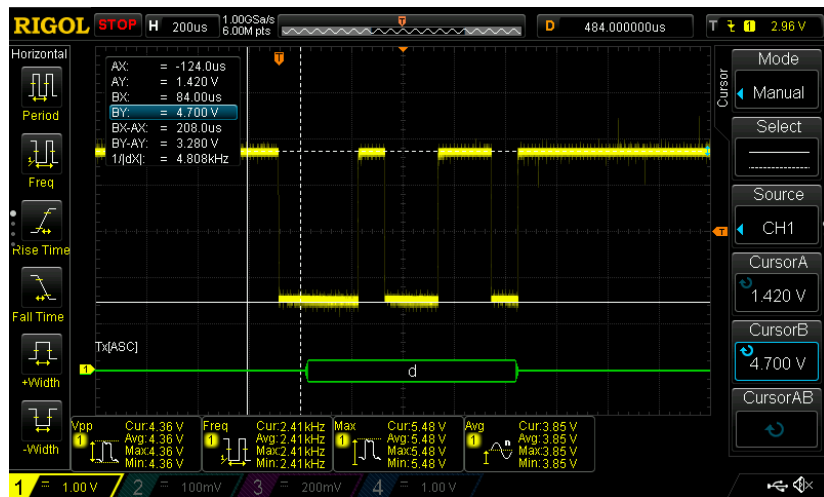 RIGOL STOP H 200us 1.00GSa/s 6.00M pts T D 484.000000us T 1 2.96 V
Horizontal
Period
Freq
Rise Time
Fall Time
+Width
-Width
AX: = -124.0us
AY: = 1.420 V
BX: = 84.00us
BY: = 4.700 V
BX-AX: = 208.0us
BY-AY: = 3.280 V
1/|dX|: = 4.808kHz
T
T
Tx[ASC]
1
d
Cursor
Mode
Manual
Select
Source
CH1
CursorA
1.420 V
CursorB
4.700 V
CursorAB
Vpp 1 Cur:4.36 V
Avg:4.36 V
Max:4.36 V
Min:4.36 V
Freq 1 Cur:2.41kHz
Avg:2.41kHz
Max:2.41kHz
Min:2.41kHz
Max 1 Cur:5.48 V
Avg:5.48 V
Max:5.48 V
Min:5.48 V
Avg 1 n Cur:3.85 V
Avg:3.85 V
Max:3.85 V
Min:3.85 V
1 = 1.00 V 2 = 100mV 3 = 200mV 4 = 1.00 V